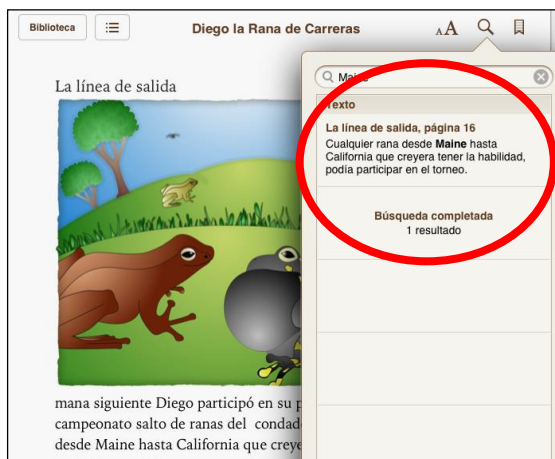 Biblioteca
Diego la Rana de Carreras
AA
La línea de salida
Maine
Texto
La línea de salida, página 16
Cualquier rana desde Maine hasta
California que creyera tener la habilidad,
podía participar en el torneo.
Búsqueda completada
1 resultado
mana siguiente Diego participó en su
campeonato salto de ranas del condad
desde Maine hasta California que creye